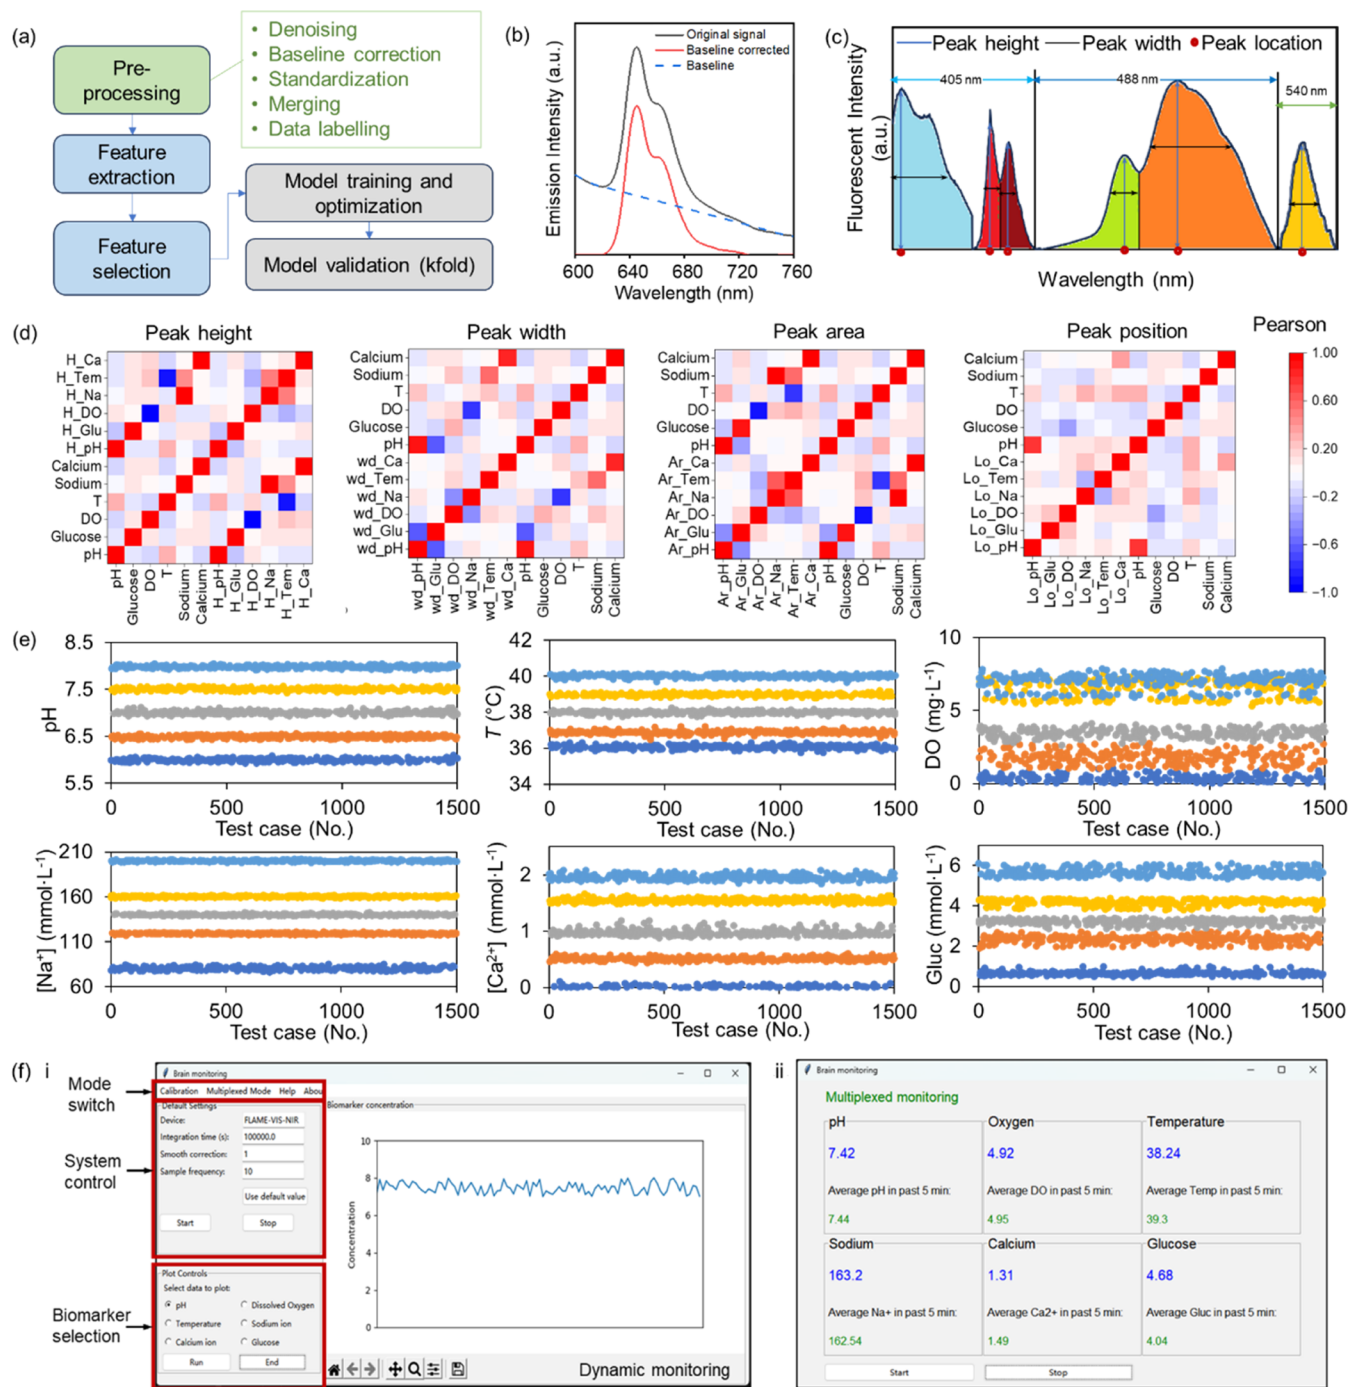 (a)
Pre-
processing
Feature
extraction
Feature
selection
• Denoising
• Baseline correction
• Standardization
• Merging
• Data labelling
Model training and
optimization
Model validation (kfold)
(b)
Emission Intensity (a.u.)
Original signal
Baseline corrected
Baseline
600 640 680 720 760
Wavelength (nm)
(c)
Fluorescent Intensity
(a.u.)
Peak height Peak width Peak location
405 nm 488 nm 540 nm
Wavelength (nm)
(d)
Peak height
H_Ca
H_Tem
H_Na
H_DO
H_Glu
H_pH
Calcium
Sodium
T
DO
Glucose
pH
pH Glucose DO T Sodium Calcium H_pH H_Glu H_DO H_Na H_Tem H_Ca
Peak width
Calcium
Sodium
T
DO
Glucose
pH
wd_Ca
wd_Tem
wd_Na
wd_DO
wd_Glu
wd_pH
wd_pH wd_Glu wd_DO wd_Na wd_Tem wd_Ca pH Glucose DO T Sodium Calcium
Peak area
Calcium
Sodium
T
DO
Glucose
pH
Ar_Ca
Ar_Tem
Ar_Na
Ar_DO
Ar_Glu
Ar_pH
Ar_pH Ar_Glu Ar_DO Ar_Na Ar_Tem Ar_Ca pH Glucose DO T Sodium Calcium
Peak position
Calcium
Sodium
T
DO
Glucose
pH
Lo_Ca
Lo_Tem
Lo_Na
Lo_DO
Lo_Glu
Lo_pH
Lo_pH Lo_Glu Lo_DO Lo_Na Lo_Tem Lo_Ca pH Glucose DO T Sodium Calcium
Pearson
1.00
0.60
0.20
−0.2
−0.6
−1.0
(e)
pH
8.5
7.5
6.5
5.5
0 500 1000 1500
Test case (No.)
T (°C)
42
40
38
36
34
0 500 1000 1500
Test case (No.)
DO (mg·L⁻¹)
10
5
0
0 500 1000 1500
Test case (No.)
[Na⁺] (mmol·L⁻¹)
210
160
110
60
0 500 1000 1500
Test case (No.)
[Ca²⁺] (mmol·L⁻¹)
2
1
0
0 500 1000 1500
Test case (No.)
Gluc (mmol·L⁻¹)
6
4
2
0
0 500 1000 1500
Test case (No.)
(f) i
Mode
switch
System
control
Biomarker
selection
Brain monitoring
Calibration Multiplexed Mode Help Abou
Default Settings
Device: FLAME-VIS-NIR
Integration time (s): 100000.0
Smooth correction: 1
Sample frequency: 10
Use default value
Start Stop
Plot Controls
Select data to plot:
pH Dissolved Oxygen
Temperature Sodium ion
Calcium ion Glucose
Run End
Biomarker concentration
Concentration
10
8
6
4
2
0
Dynamic monitoring
ii
Brain monitoring
Multiplexed monitoring
pH Oxygen Temperature
7.42 4.92 38.24
Average pH in past 5 min: Average DO in past 5 min: Average Temp in past 5 min:
7.44 4.95 39.3
Sodium Calcium Glucose
163.2 1.31 4.68
Average Na+ in past 5 min: Average Ca2+ in past 5 min: Average Gluc in past 5 min:
162.54 1.49 4.04
Start Stop